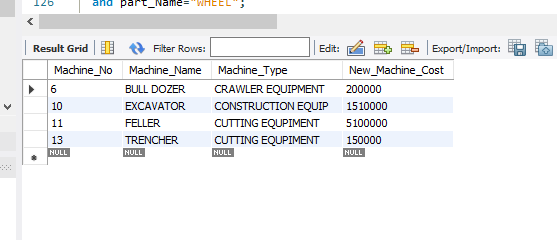 126 and part_Name="WHEEL";
Result Grid Filter Rows: Edit: Export/Import:
Machine_No Machine_Name Machine_Type New_Machine_Cost
6 BULL DOZER CRAWLER EQUIPMENT 200000
10 EXCAVATOR CONSTRUCTION EQUIP 1510000
11 FELLER CUTTING EQUPIMENT 5100000
13 TRENCHER CUTTING EQUPIMENT 150000
NULL NULL NULL NULL